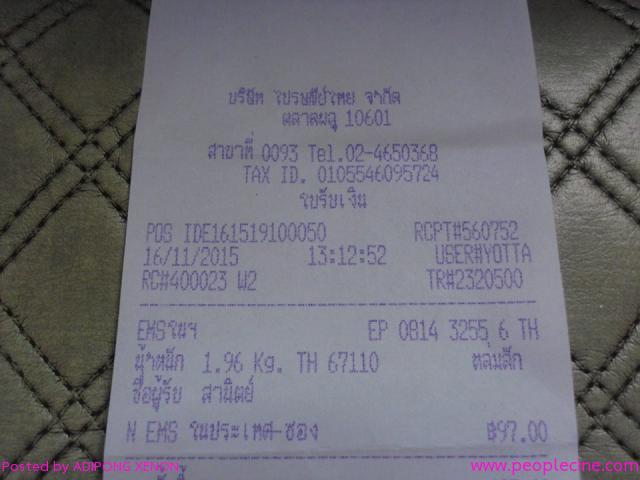 บริษัท ไปรษณีย์ไทย จำกัด
ตลาดพลู 10601
สาขาที่ 0093 Tel.02-4650368
TAX ID. 0105546095724
ใบรับเงิน
POS IDE161519100050 RCPT#560752
16/11/2015 13:12:52 USER#YOTTA
RC#400023 W2 TR#2320500
EMSในฯ EP 0814 3255 6 TH
น้ำหนัก 1.96 Kg. TH 67110 หล่มสัก
ชื่อผู้รับ สานิตย์
N EMS ในประเทศ-ซอง ฿97.00
Posted by ADIPONG XENON
www.peoplecine.com